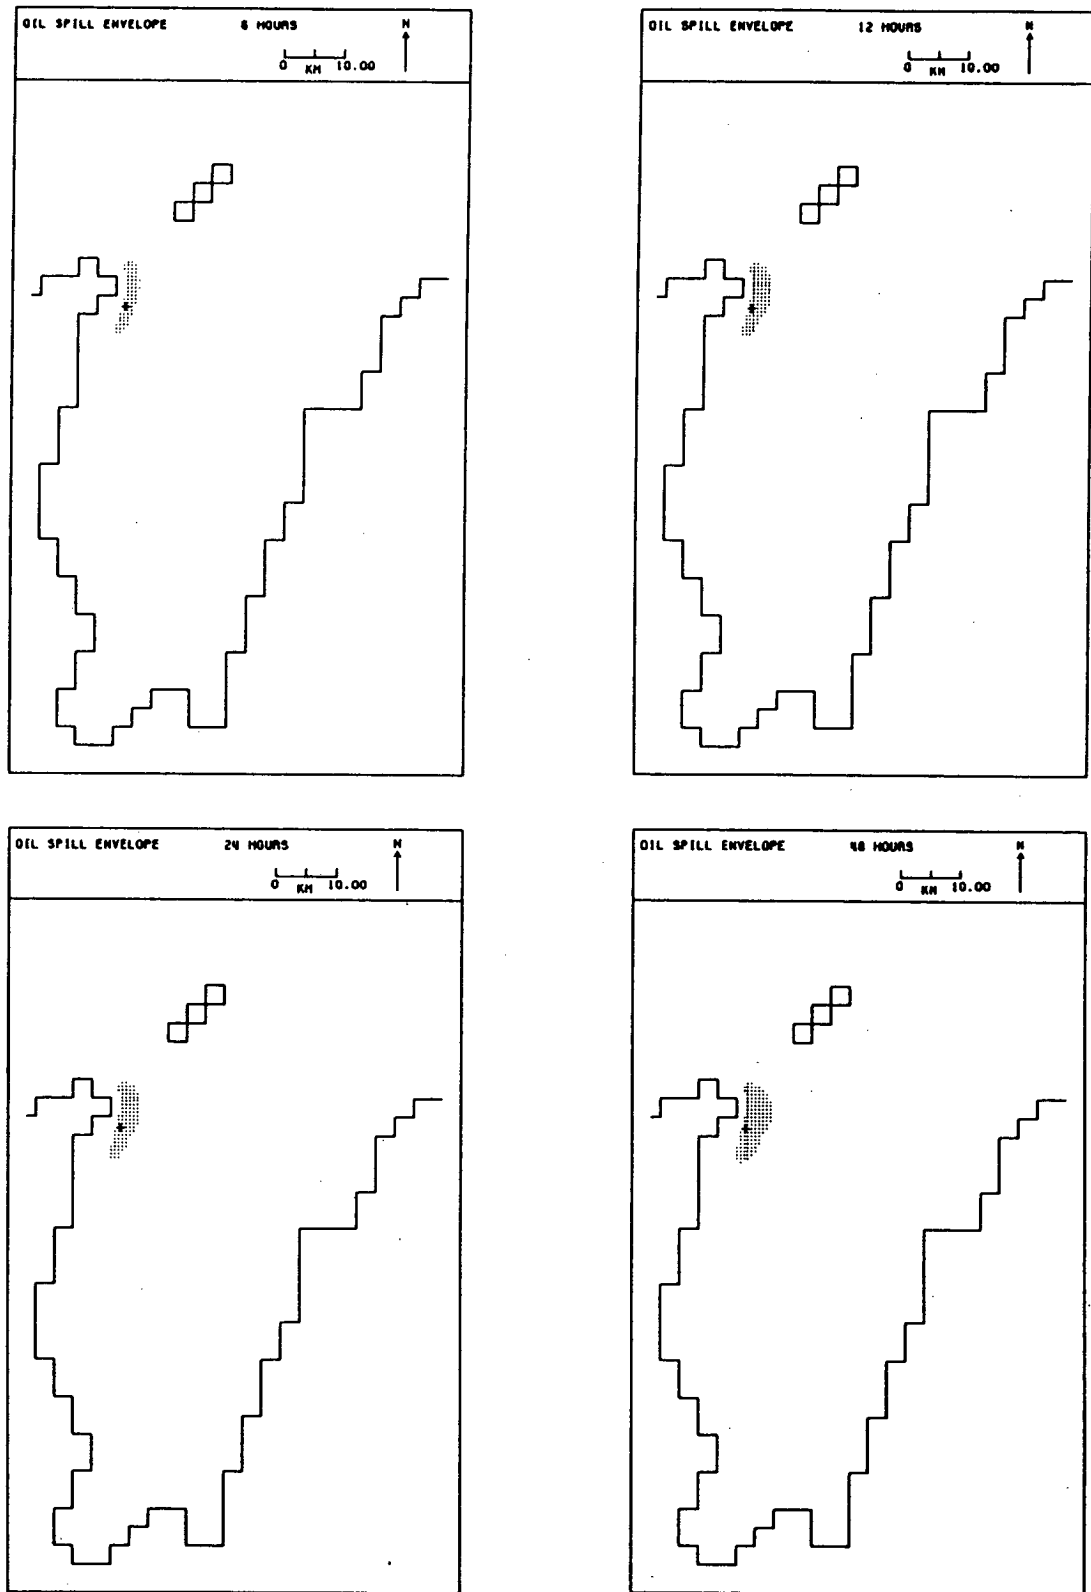 OIL SPILL ENVELOPE 6 HOURS N
0 KM 10.00
OIL SPILL ENVELOPE 12 HOURS N
0 KM 10.00
OIL SPILL ENVELOPE 24 HOURS N
0 KM 10.00
OIL SPILL ENVELOPE 48 HOURS N
0 KM 10.00